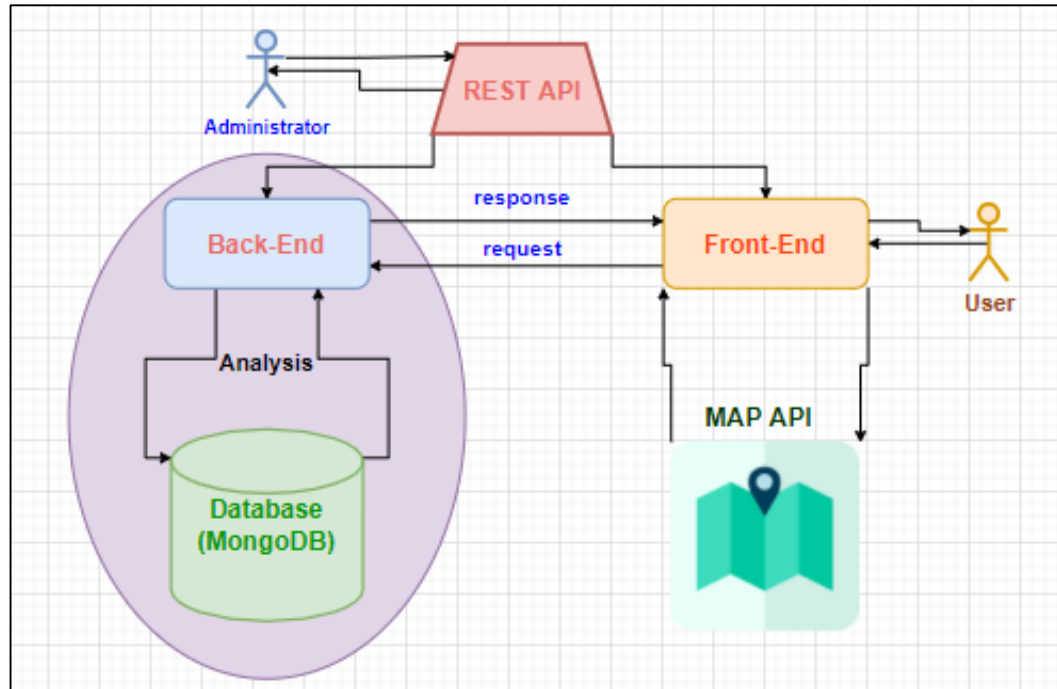 REST API
Administrator
response
Back-End
Front-End
request
User
Analysis
MAP API
Database
(MongoDB)